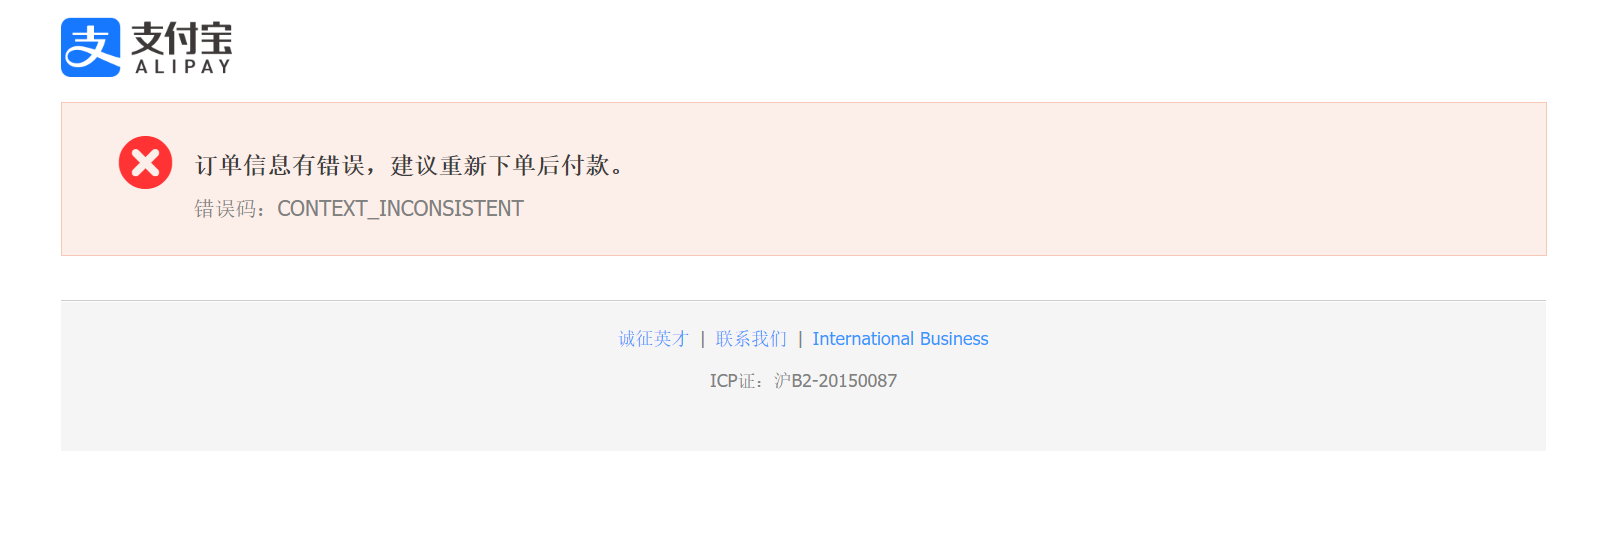 支 支付宝
ALIPAY
订单信息有错误，建议重新下单后付款。
错误码：CONTEXT_INCONSISTENT
诚征英才 | 联系我们 | International Business
ICP证：沪B2-20150087